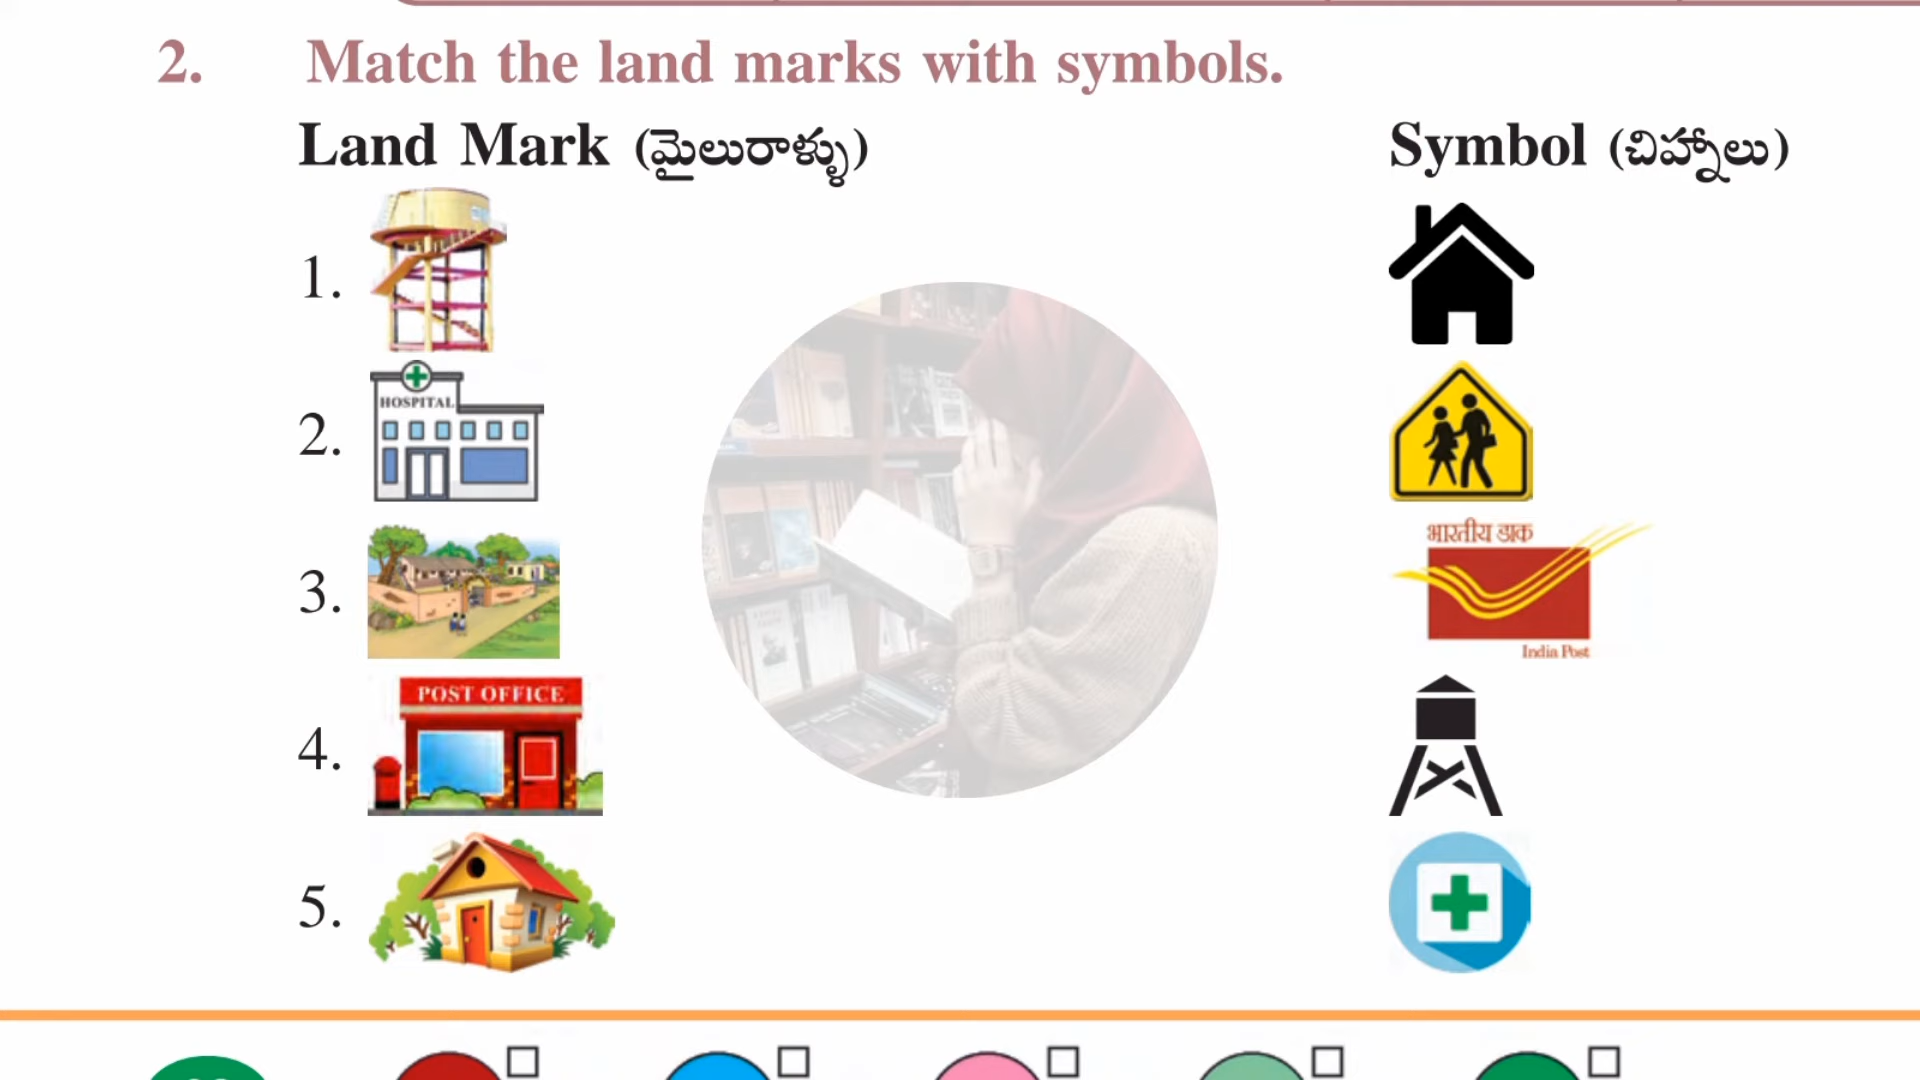 2. Match the land marks with symbols.
Land Mark (మైలురాళ్ళు) Symbol (చిహ్నాలు)
1.
2. HOSPITAL
3. भारतीय डाक
India Post
4. POST OFFICE
5.